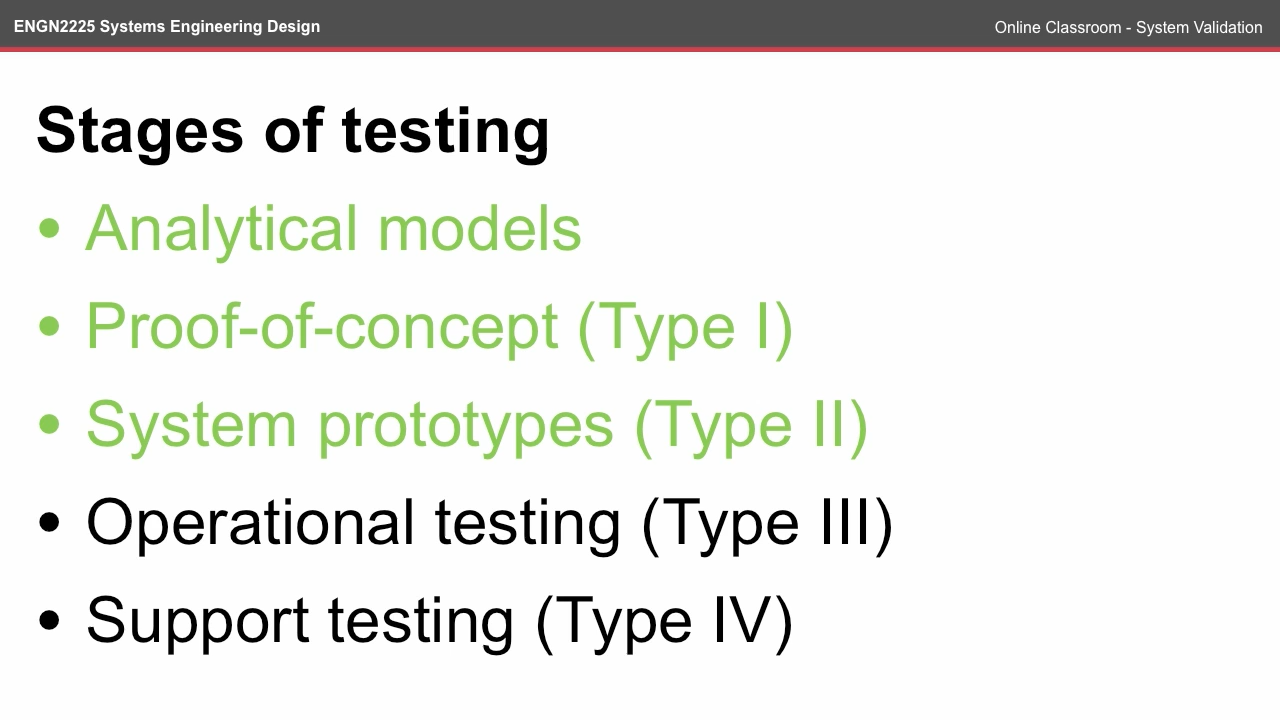 ENGN2225 Systems Engineering Design
Online Classroom - System Validation
Stages of testing
• Analytical models
• Proof-of-concept (Type I)
• System prototypes (Type II)
• Operational testing (Type III)
• Support testing (Type IV)